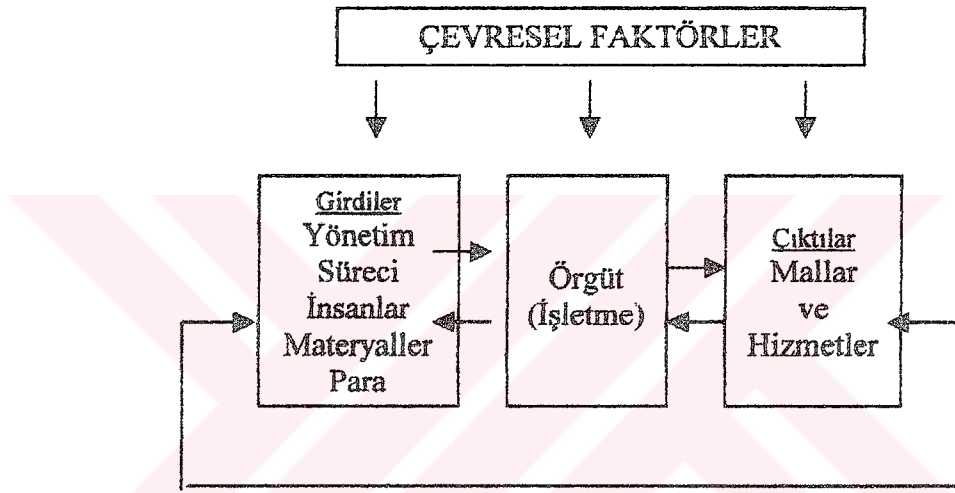 ÇEVRESEL FAKTÖRLER
Girdiler
Yönetim
Süreci
İnsanlar
Materyaller
Para
Örgüt
(İşletme)
Çıktılar
Mallar
ve
Hizmetler